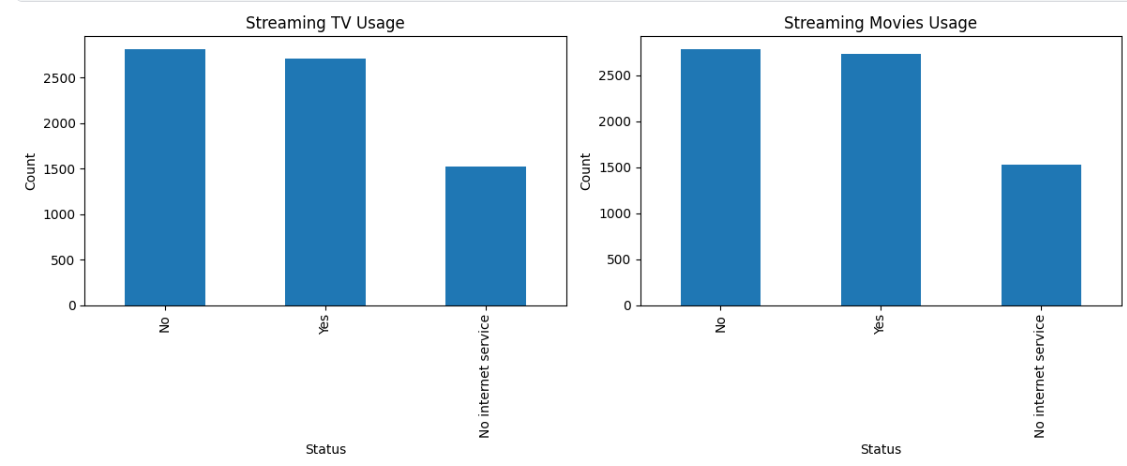 Streaming TV Usage
Count
2500
2000
1500
1000
500
0
No
Yes
No internet service
Status
Streaming Movies Usage
Count
2500
2000
1500
1000
500
0
No
Yes
No internet service
Status